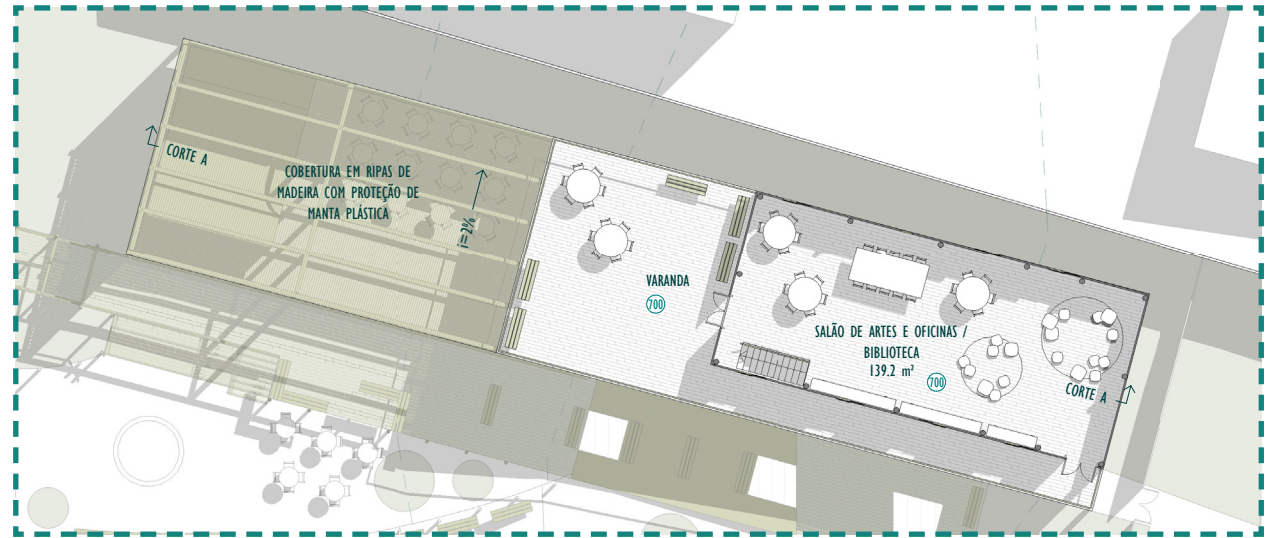 CORTE A
COBERTURA EM RIPAS DE
MADEIRA COM PROTEÇÃO DE
MANTA PLÁSTICA
i=2%
VARANDA
700
SALÃO DE ARTES E OFICINAS /
BIBLIOTECA
139.2 m²
700
CORTE A